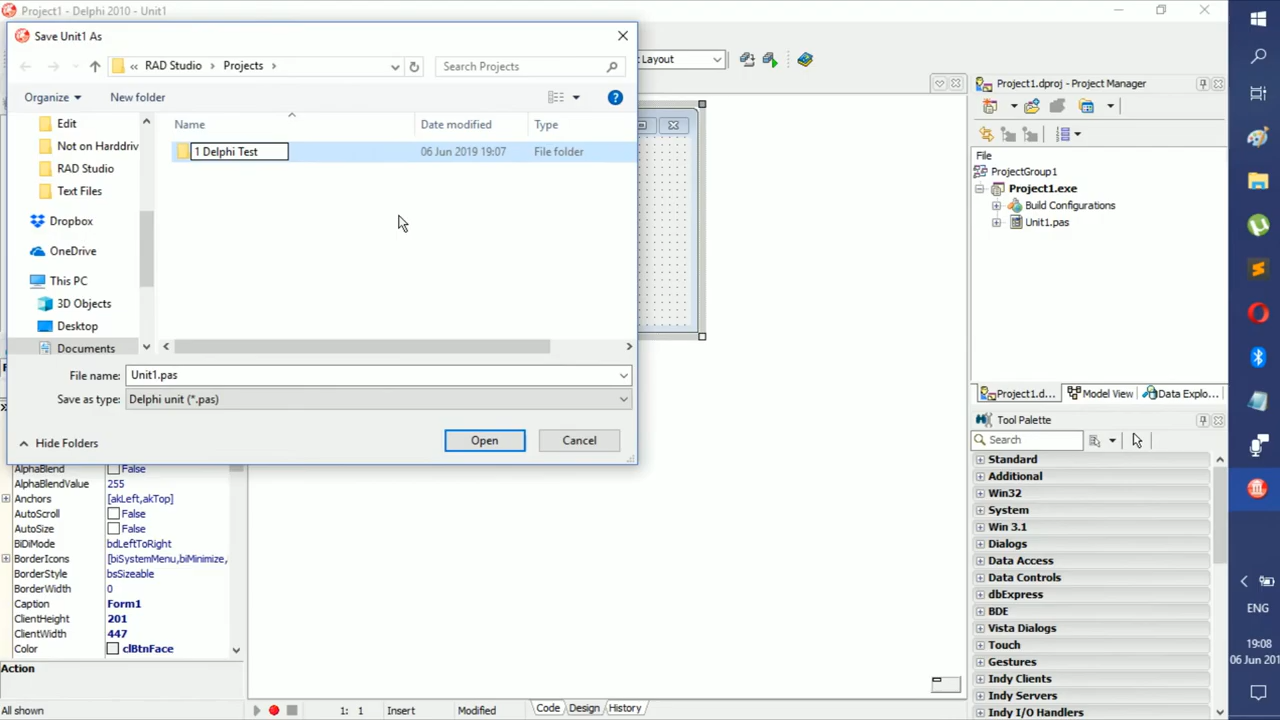 Project1 - Delphi 2010 - Unit1
Save Unit1 As
« RAD Studio > Projects >
Search Projects
Layout
Organize
New folder
Edit
Not on Harddriv
RAD Studio
Text Files
Dropbox
OneDrive
This PC
3D Objects
Desktop
Documents
Name
Date modified
Type
1 Delphi Test
06 Jun 2019 19:07
File folder
File name:
Unit1.pas
Save as type:
Delphi unit (*.pas)
Hide Folders
Open
Cancel
AlphaBlend
False
AlphaBlendValue
255
Anchors
[akLeft,akTop]
AutoScroll
False
AutoSize
False
BiDiMode
bdLeftToRight
BorderIcons
[biSystemMenu,biMinimize,
BorderStyle
bsSizeable
BorderWidth
0
Caption
Form1
ClientHeight
201
ClientWidth
447
Color
clBtnFace
Action
All shown
1: 1
Insert
Modified
Code
Design
History
Project1.dproj - Project Manager
File
ProjectGroup1
Project1.exe
Build Configurations
Unit1.pas
Project1.d...
Model View
Data Explo...
Tool Palette
Search
Standard
Additional
Win32
System
Win 3.1
Dialogs
Data Access
Data Controls
dbExpress
BDE
Vista Dialogs
Touch
Gestures
Indy Clients
Indy Servers
Indy I/O Handlers
ENG
19:08
06 Jun 201